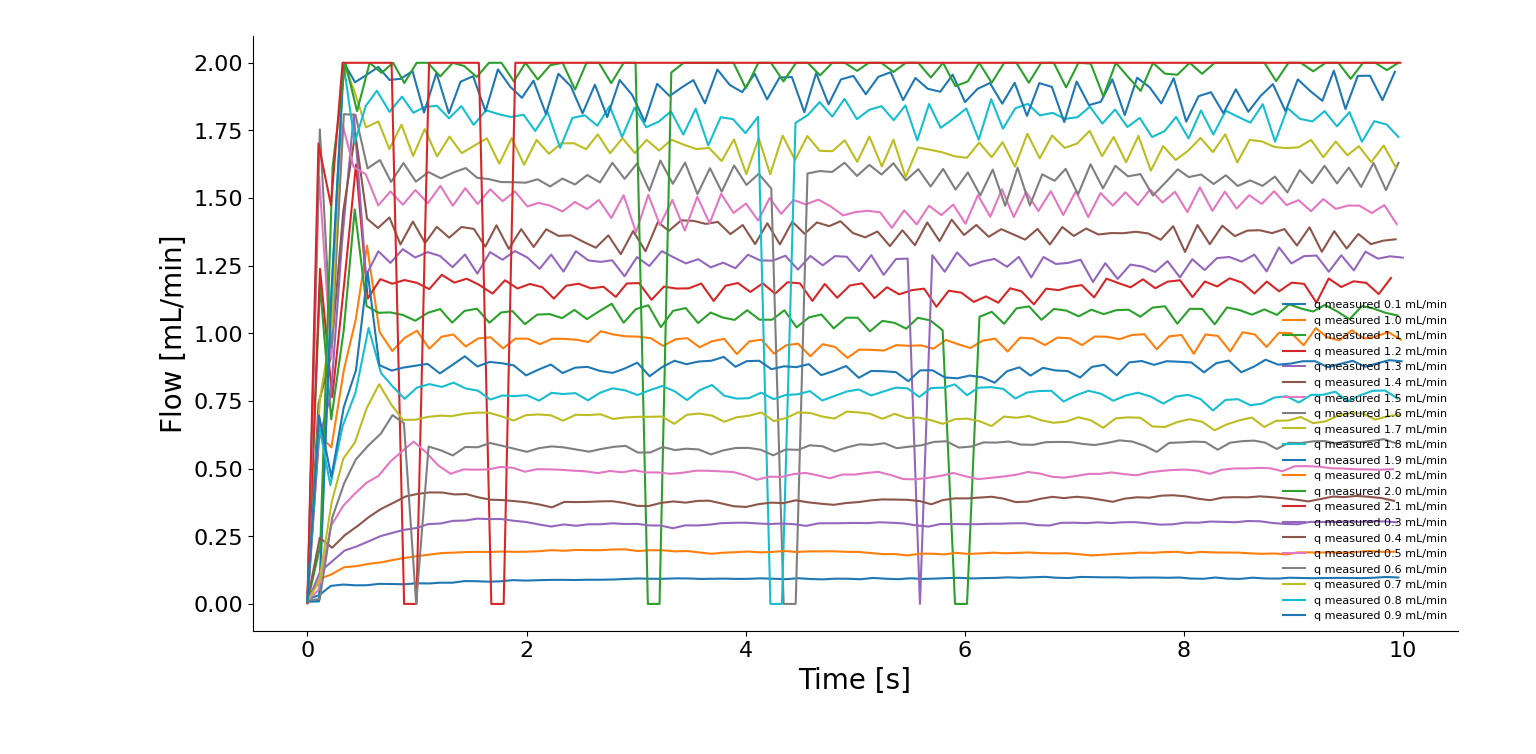 2.00
1.75
1.50
1.25
1.00
0.75
0.50
0.25
0.00
Flow [mL/min]
0
2
4
6
8
10
Time [s]
q measured 0.1 mL/min
q measured 1.0 mL/min
q measured 1.1 mL/min
q measured 1.2 mL/min
q measured 1.3 mL/min
q measured 1.4 mL/min
q measured 1.5 mL/min
q measured 1.6 mL/min
q measured 1.7 mL/min
q measured 1.8 mL/min
q measured 1.9 mL/min
q measured 0.2 mL/min
q measured 2.0 mL/min
q measured 2.1 mL/min
q measured 0.3 mL/min
q measured 0.4 mL/min
q measured 0.5 mL/min
q measured 0.6 mL/min
q measured 0.7 mL/min
q measured 0.8 mL/min
q measured 0.9 mL/min